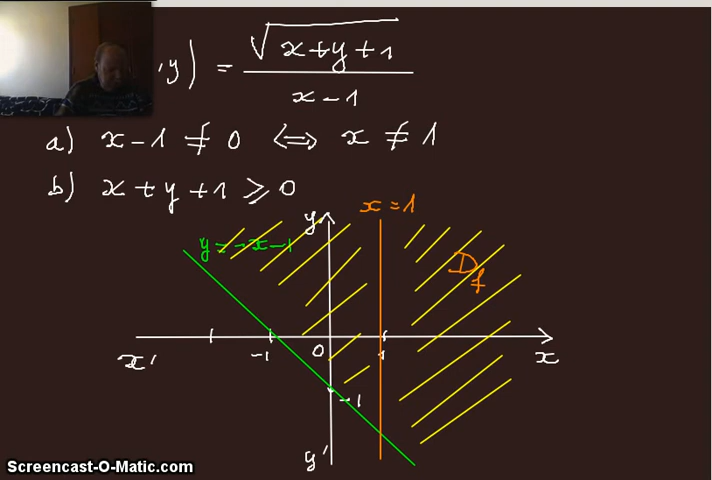 ,y) = √(x+y+1) / (x-1)
a) x-1 ≠ 0 ⟺ x ≠ 1
b) x+y+1 ⩾ 0
x=1
y
y=-x-1
D_f
x'
-1
0
1
x
-1
y'
Screencast-O-Matic.com